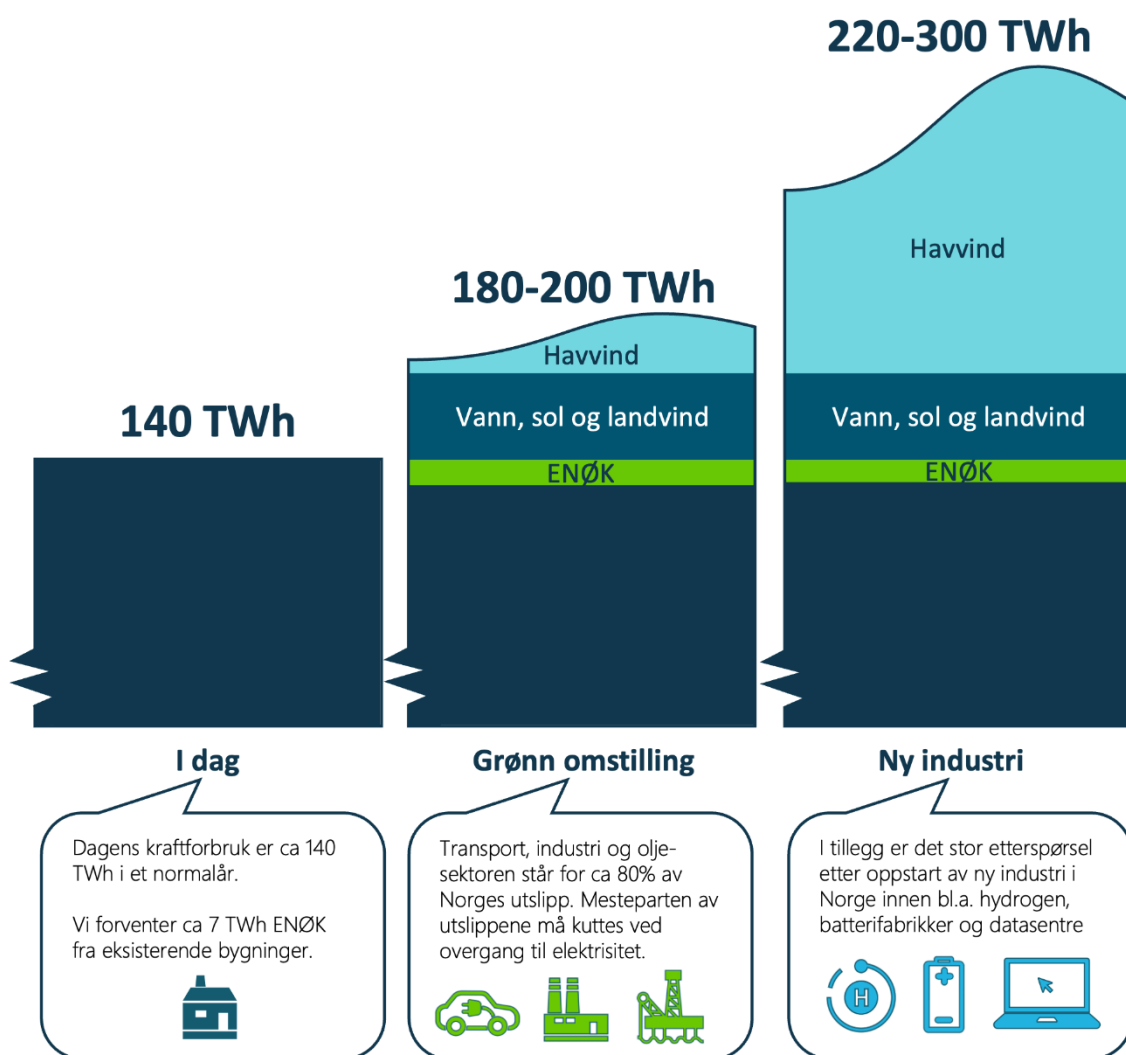 220-300 TWh
Havvind
180-200 TWh
Havvind
140 TWh
Vann, sol og landvind
Vann, sol og landvind
ENØK
ENØK
I dag
Grønn omstilling
Ny industri
Dagens kraftforbruk er ca 140
TWh i et normalår.
Vi forventer ca 7 TWh ENØK
fra eksisterende bygninger.
Transport, industri og olje-
sektoren står for ca 80% av
Norges utslipp. Mesteparten av
utslippene må kuttes ved
overgang til elektrisitet.
I tillegg er det stor etterspørsel
etter oppstart av ny industri i
Norge innen bl.a. hydrogen,
batterifabrikker og datasentre
H